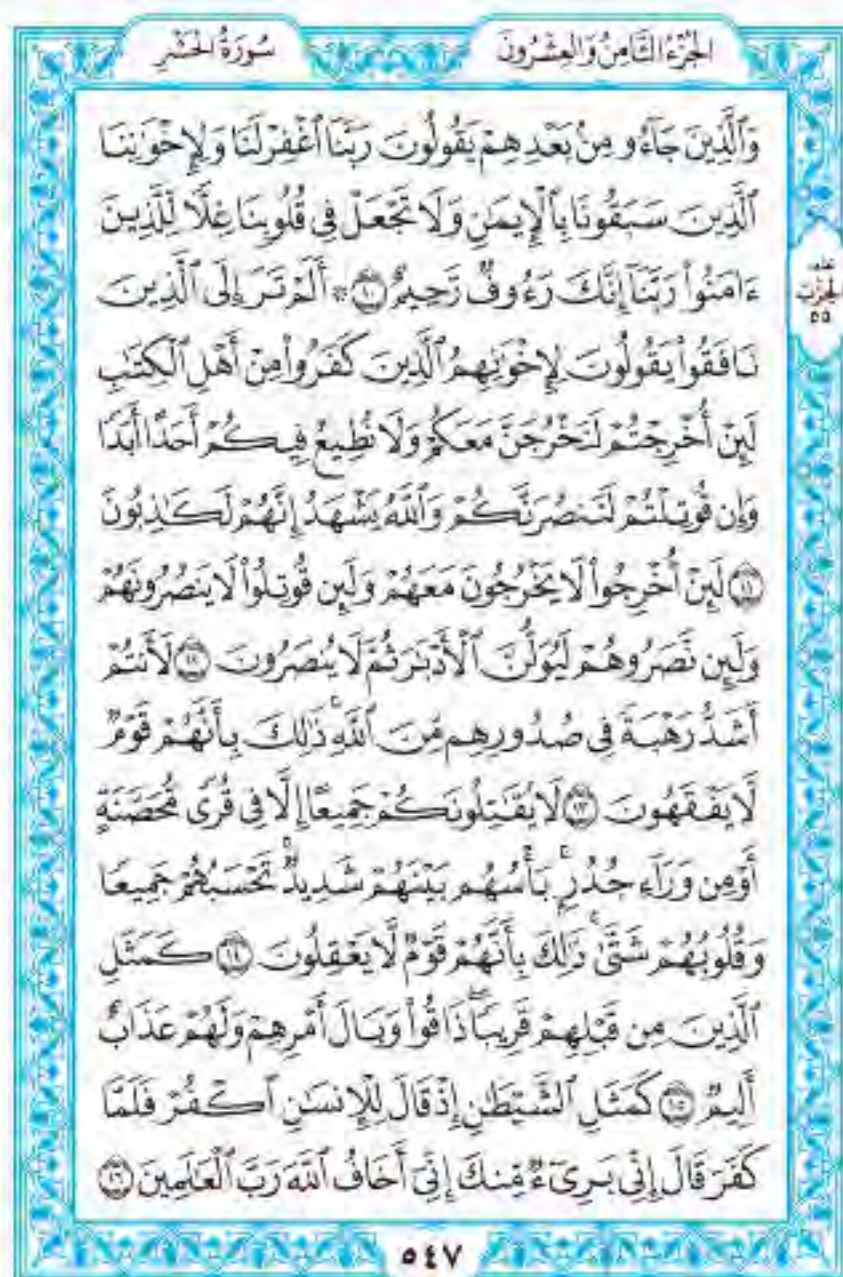 الجزء الثامن والعشرون
سورة الحشر
وَٱلَّذِينَ جَآءُو مِنۢ بَعْدِهِمْ يَقُولُونَ رَبَّنَا ٱغْفِرْ لَنَا وَلِإِخْوَٰنِنَا
ٱلَّذِينَ سَبَقُونَا بِٱلْإِيمَٰنِ وَلَا تَجْعَلْ فِى قُلُوبِنَا غِلًّا لِّلَّذِينَ
ءَامَنُوا۟ رَبَّنَآ إِنَّكَ رَءُوفٌ رَّحِيمٌ ١٠ ۞ أَلَمْ تَرَ إِلَى ٱلَّذِينَ
الحزب
٥٥
نَافَقُوا۟ يَقُولُونَ لِإِخْوَٰنِهِمُ ٱلَّذِينَ كَفَرُوا۟ مِنْ أَهْلِ ٱلْكِتَٰبِ
لَئِنْ أُخْرِجْتُمْ لَنَخْرُجَنَّ مَعَكُمْ وَلَا نُطِيعُ فِيكُمْ أَحَدًا أَبَدًا
وَإِن قُوتِلْتُمْ لَنَنصُرَنَّكُمْ وَٱللَّهُ يَشْهَدُ إِنَّهُمْ لَكَٰذِبُونَ
١١ لَئِنْ أُخْرِجُوا۟ لَا يَخْرُجُونَ مَعَهُمْ وَلَئِن قُوتِلُوا۟ لَا يَنصُرُونَهُمْ
وَلَئِن نَّصَرُوهُمْ لَيُوَلُّنَّ ٱلْأَدْبَٰرَ ثُمَّ لَا يُنصَرُونَ ١٢ لَأَنتُمْ
أَشَدُّ رَهْبَةً فِى صُدُورِهِم مِّنَ ٱللَّهِ ۚ ذَٰلِكَ بِأَنَّهُمْ قَوْمٌ
لَّا يَفْقَهُونَ ١٣ لَا يُقَٰتِلُونَكُمْ جَمِيعًا إِلَّا فِى قُرًى مُّحَصَّنَةٍ
أَوْ مِن وَرَآءِ جُدُرٍۭ ۚ بَأْسُهُم بَيْنَهُمْ شَدِيدٌ ۚ تَحْسَبُهُمْ جَمِيعًا
وَقُلُوبُهُمْ شَتَّىٰ ۚ ذَٰلِكَ بِأَنَّهُمْ قَوْمٌ لَّا يَعْقِلُونَ ١٤ كَمَثَلِ
ٱلَّذِينَ مِن قَبْلِهِمْ قَرِيبًا ۖ ذَاقُوا۟ وَبَالَ أَمْرِهِمْ وَلَهُمْ عَذَابٌ
أَلِيمٌ ١٥ كَمَثَلِ ٱلشَّيْطَٰنِ إِذْ قَالَ لِلْإِنسَٰنِ ٱكْفُرْ فَلَمَّا
كَفَرَ قَالَ إِنِّى بَرِىٓءٌ مِّنكَ إِنِّىٓ أَخَافُ ٱللَّهَ رَبَّ ٱلْعَٰلَمِينَ ١٦
٥٤٧